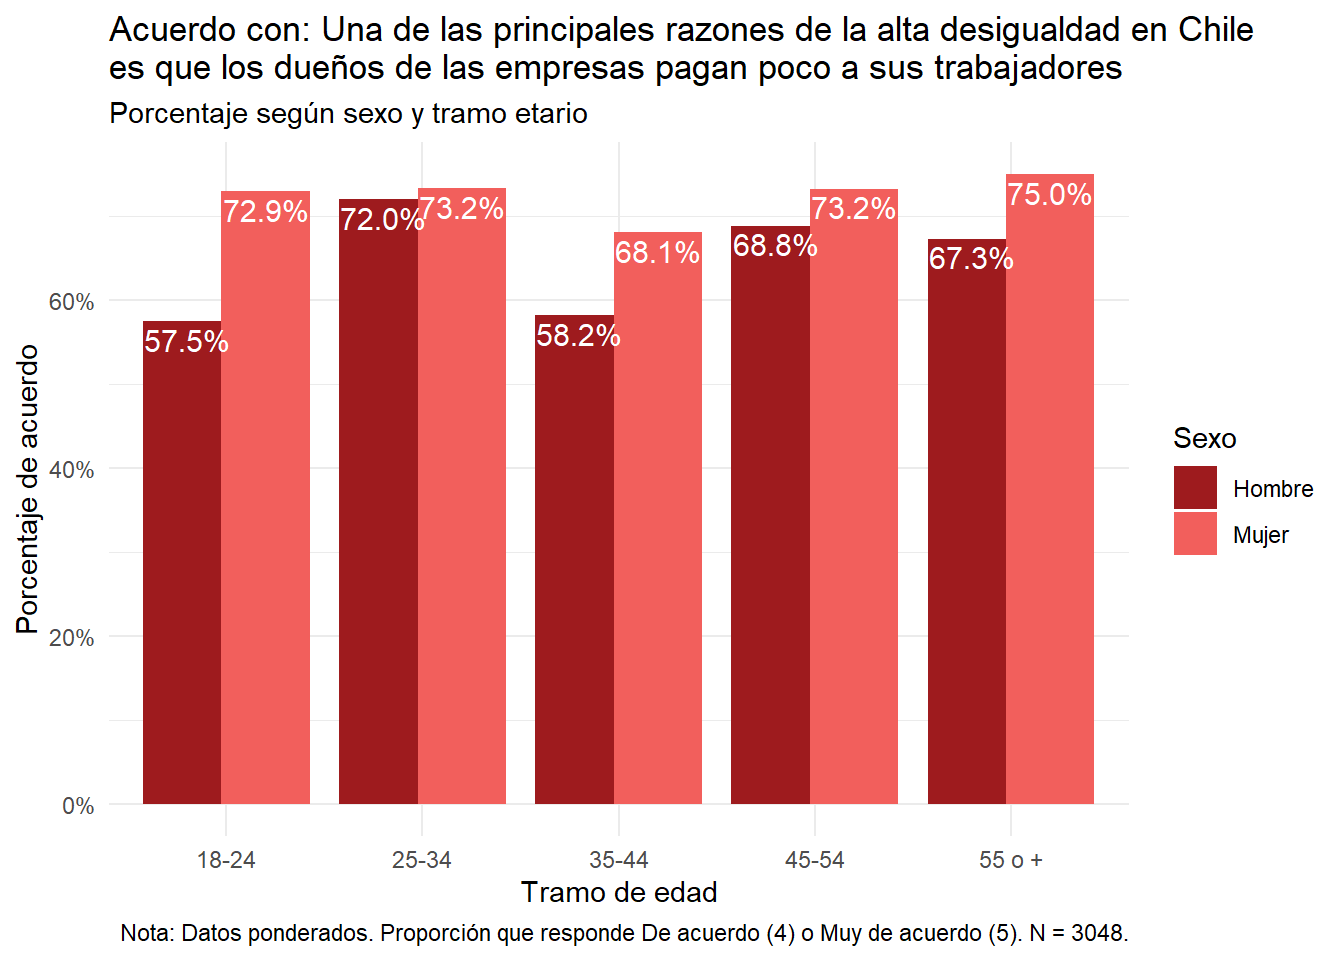 Acuerdo con: Una de las principales razones de la alta desigualdad en Chile
es que los dueños de las empresas pagan poco a sus trabajadores
Porcentaje según sexo y tramo etario
Porcentaje de acuerdo
60%
40%
20%
0%
57.5%
72.9%
72.0%
73.2%
58.2%
68.1%
68.8%
73.2%
67.3%
75.0%
18-24
25-34
35-44
45-54
55 o +
Tramo de edad
Sexo
Hombre
Mujer
Nota: Datos ponderados. Proporción que responde De acuerdo (4) o Muy de acuerdo (5). N = 3048.